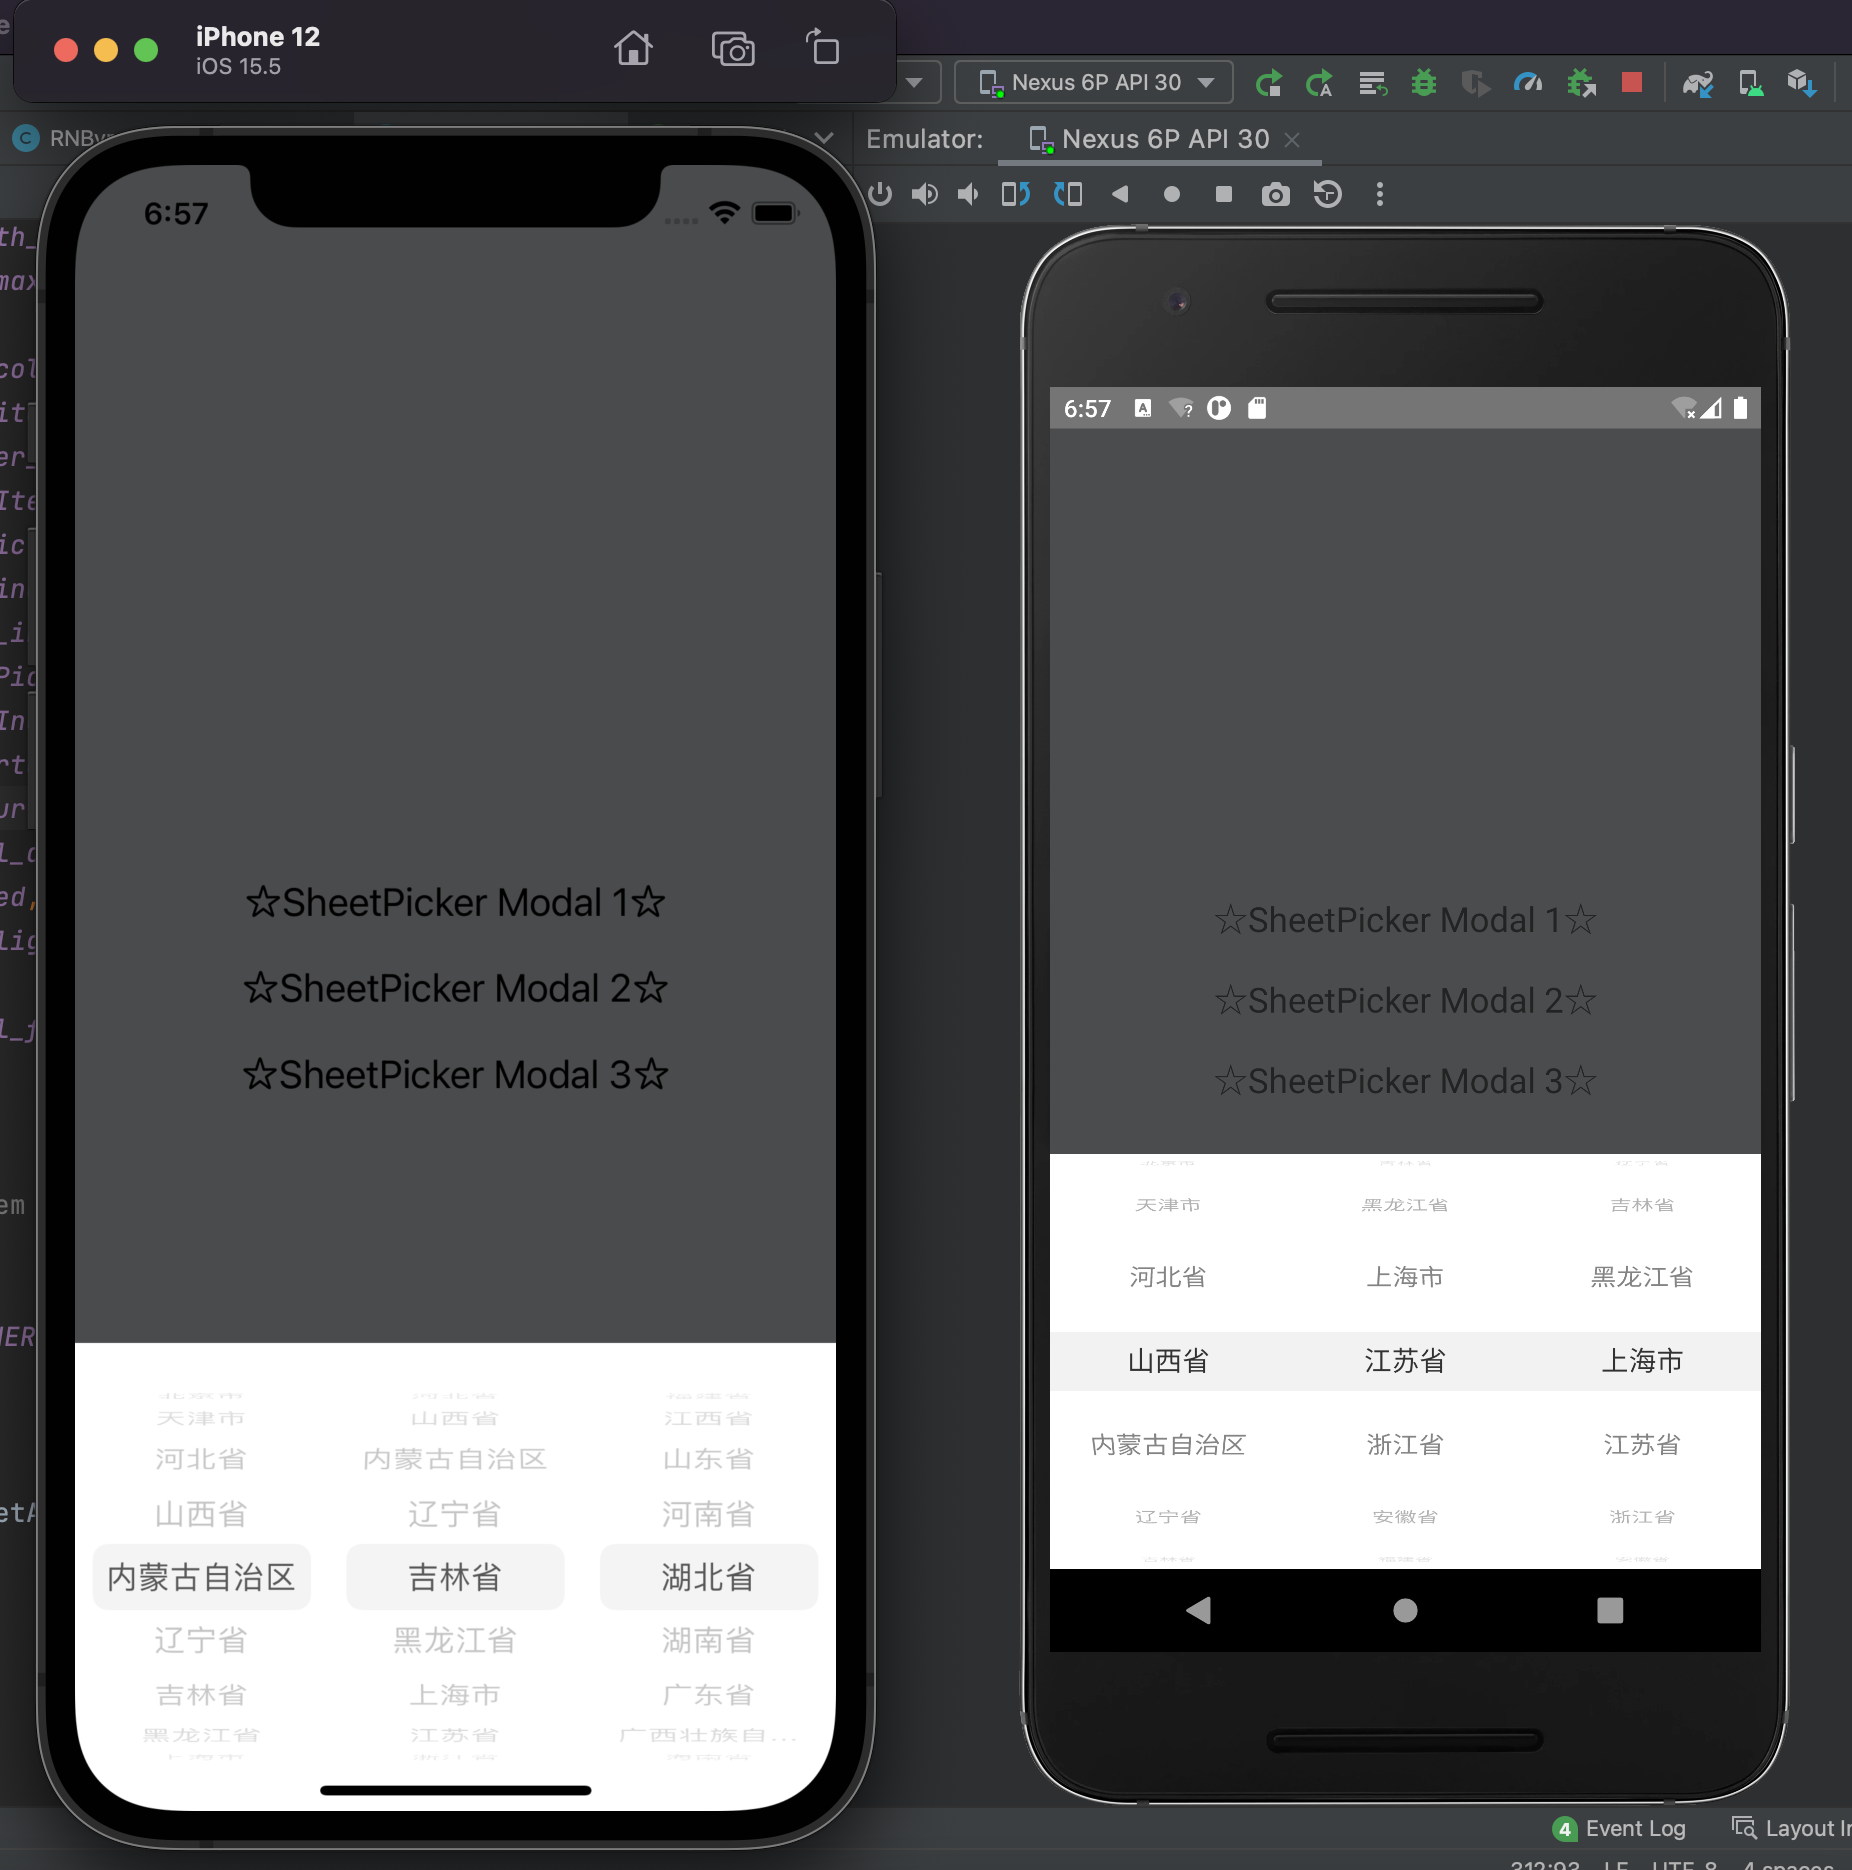 iPhone 12
iOS 15.5
Nexus 6P API 30
Emulator:
Nexus 6P API 30
6:57
☆SheetPicker Modal 1☆
☆SheetPicker Modal 2☆
☆SheetPicker Modal 3☆
天津市 山西省 江西省
河北省 内蒙古自治区 山东省
山西省 辽宁省 河南省
内蒙古自治区 吉林省 湖北省
辽宁省 黑龙江省 湖南省
吉林省 上海市 广东省
黑龙江省 江苏省 广西壮族自...
6:57
☆SheetPicker Modal 1☆
☆SheetPicker Modal 2☆
☆SheetPicker Modal 3☆
天津市 黑龙江省 吉林省
河北省 上海市 黑龙江省
山西省 江苏省 上海市
内蒙古自治区 浙江省 江苏省
辽宁省 安徽省 浙江省
4 Event Log
Layout